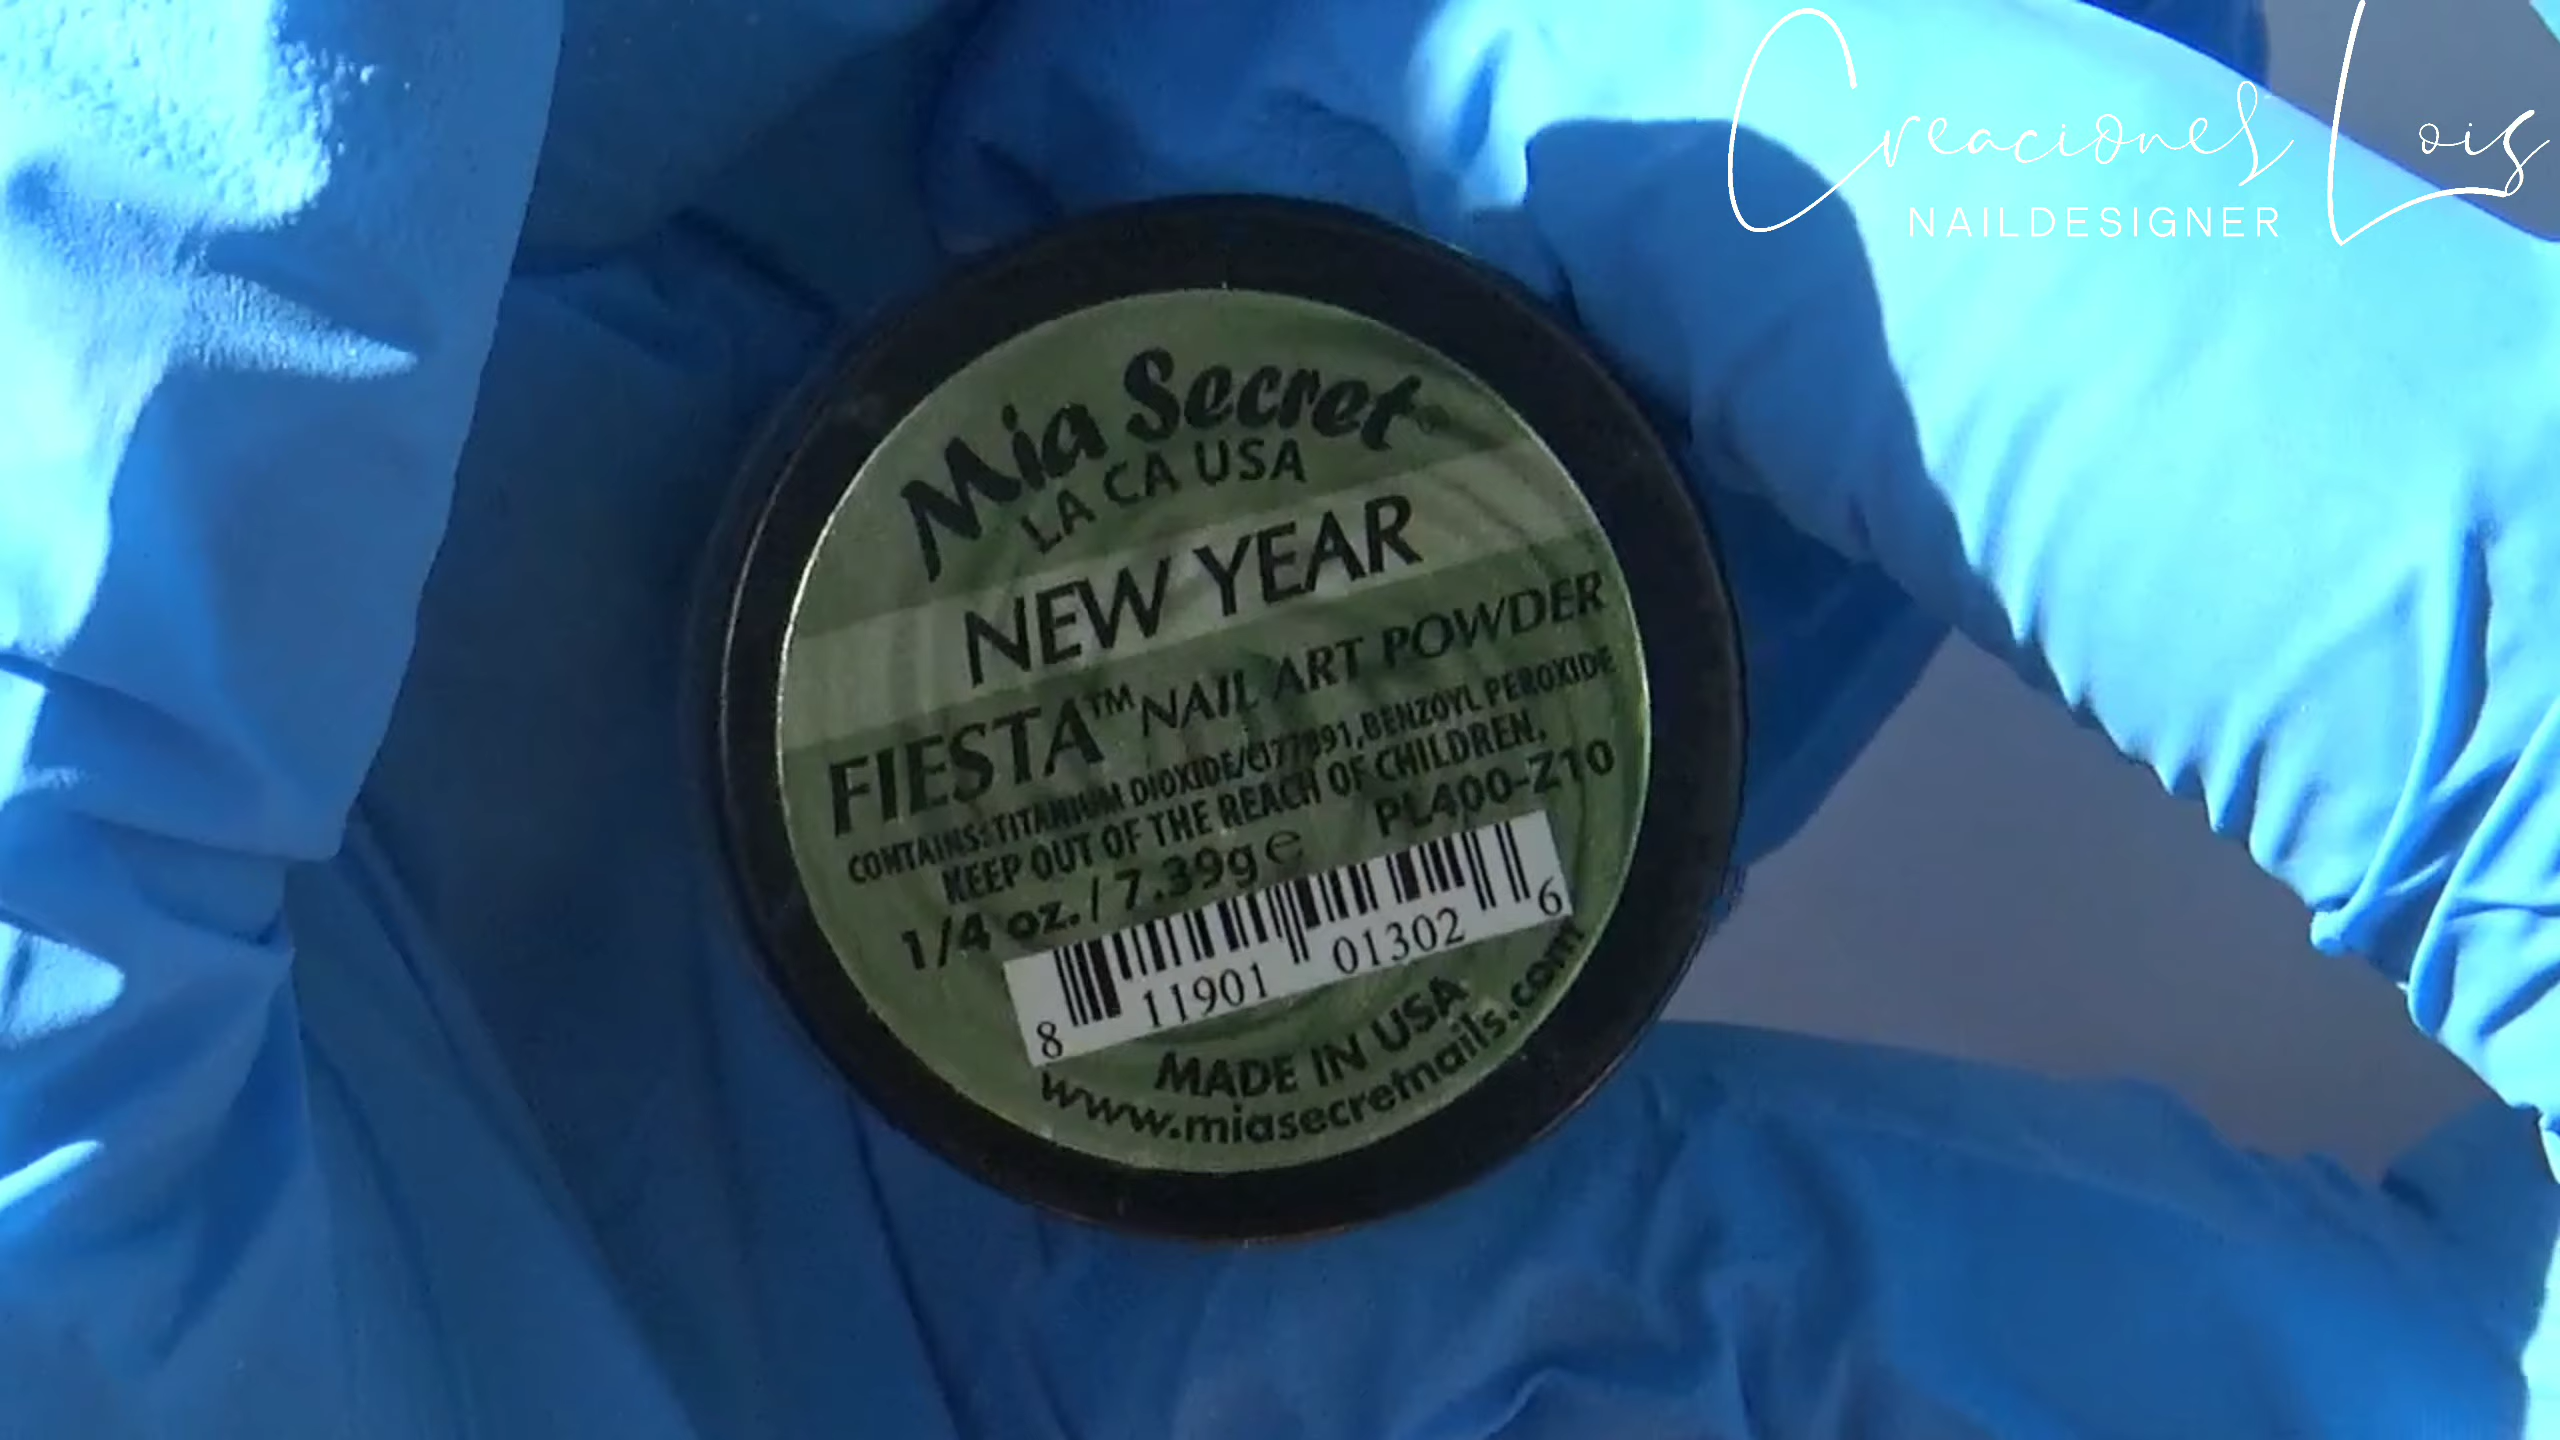 Creaciones Lois
NAILDESIGNER
Mia Secret®
LA CA USA
NEW YEAR
FIESTA™ NAIL ART POWDER
CONTAINS: TITANIUM DIOXIDE/CI77891, BENZOYL PEROXIDE
KEEP OUT OF THE REACH OF CHILDREN.
1/4 oz. / 7.39g ℮ PL400-Z10
8 11901 01302 6
MADE IN USA
www.miasecretnails.com